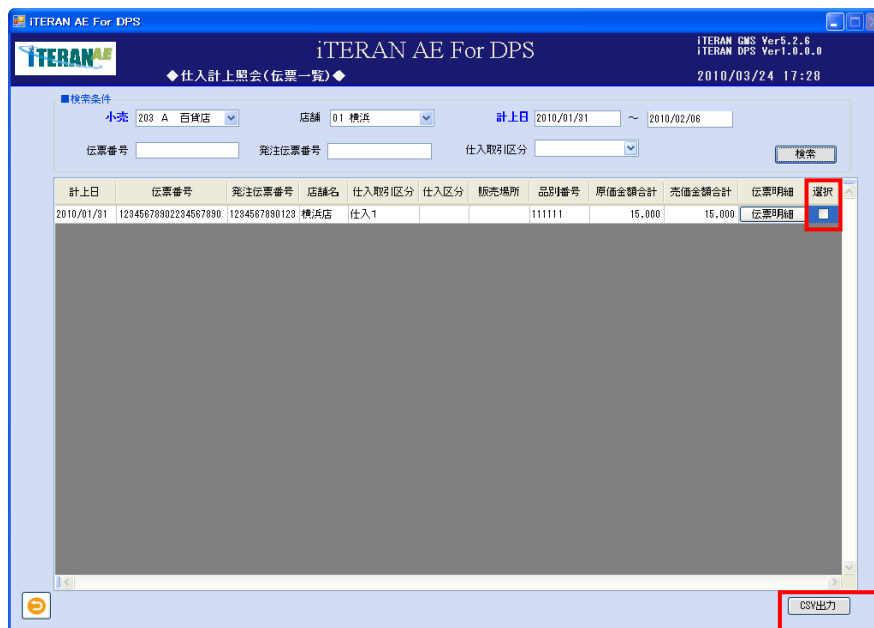 iTERAN AE For DPS
iTERAN AE
iTERAN AE For DPS
iTERAN GMS Ver5.2.6
iTERAN DPS Ver1.0.0.0
◆仕入計上照会(伝票一覧)◆
2010/03/24 17:28
■検索条件
小売 203 A 百貨店 店舗 01 横浜 計上日 2010/01/31 ～ 2010/02/06
伝票番号 発注伝票番号 仕入取引区分 検索
計上日 伝票番号 発注伝票番号 店舗名 仕入取引区分 仕入区分 販売場所 品別番号 原価金額合計 売価金額合計 伝票明細 選択
2010/01/31 12345678902234567890 1234567890123 横浜店 仕入1 111111 15,000 15,000 伝票明細
CSV出力